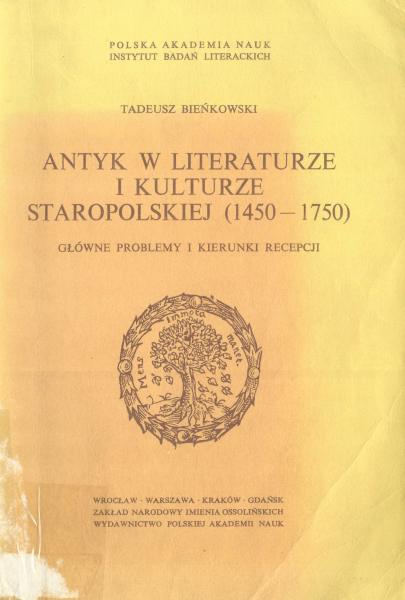 POLSKA AKADEMIA NAUK
INSTYTUT BADAŃ LITERACKICH
TADEUSZ BIEŃKOWSKI
ANTYK W LITERATURZE
I KULTURZE
STAROPOLSKIEJ (1450 – 1750)
GŁÓWNE PROBLEMY I KIERUNKI RECEPCJI
Mens immota manet.
WROCŁAW · WARSZAWA · KRAKÓW · GDAŃSK
ZAKŁAD NARODOWY IMIENIA OSSOLIŃSKICH
WYDAWNICTWO POLSKIEJ AKADEMII NAUK